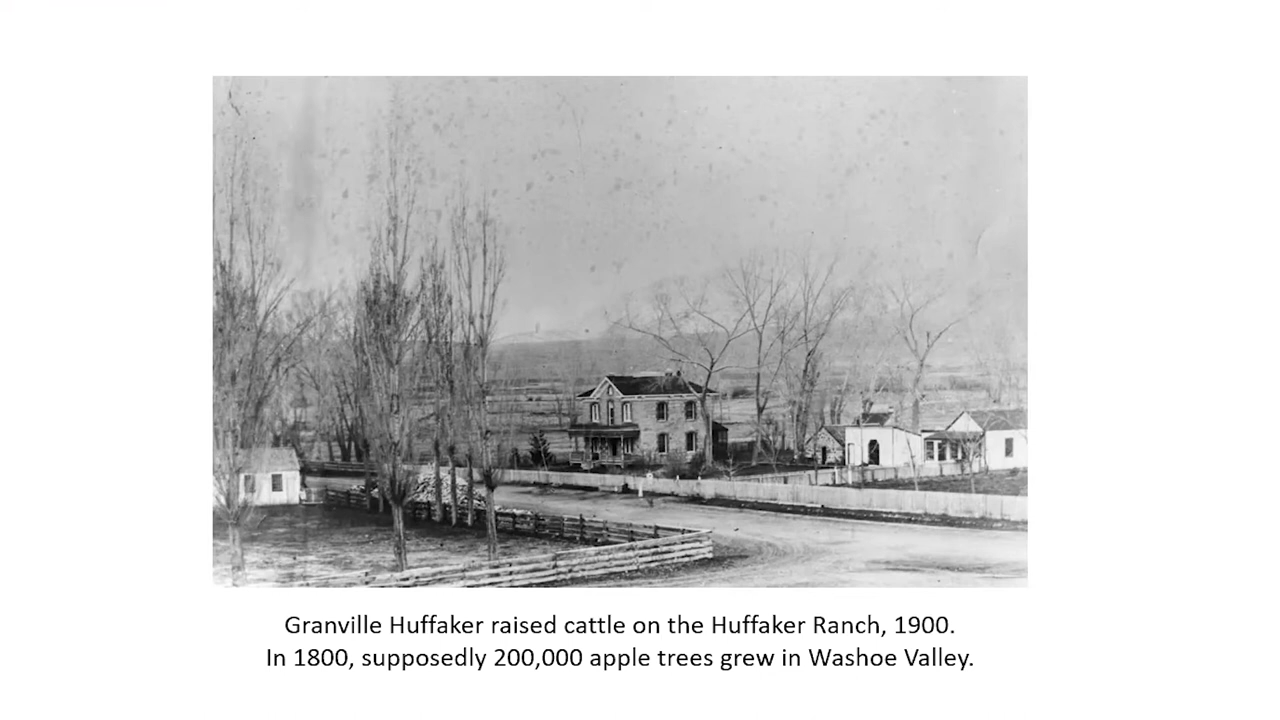 Granville Huffaker raised cattle on the Huffaker Ranch, 1900.
In 1800, supposedly 200,000 apple trees grew in Washoe Valley.